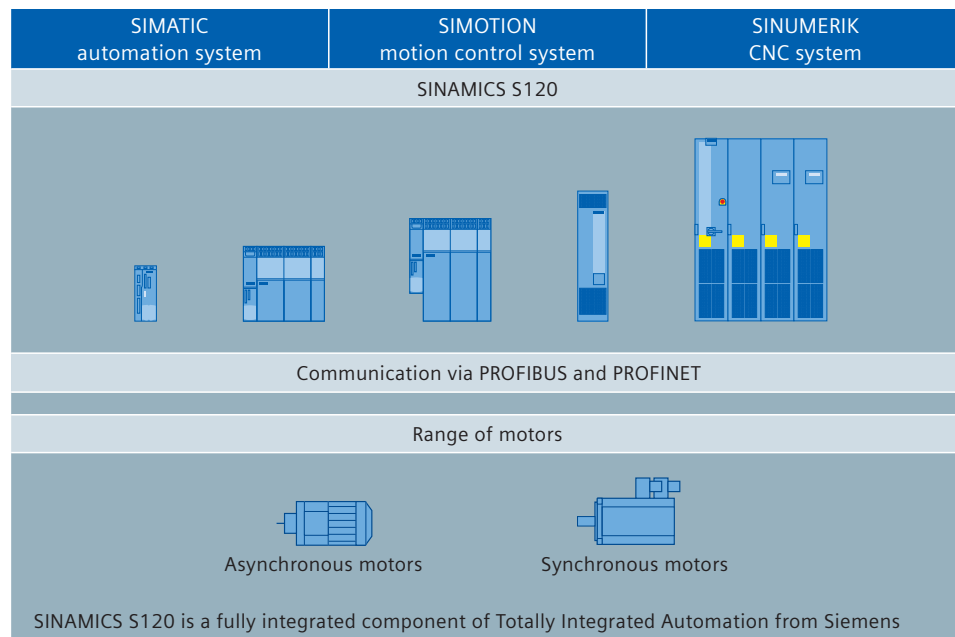 SIMATIC
automation system
SIMOTION
motion control system
SINUMERIK
CNC system
SINAMICS S120
Communication via PROFIBUS and PROFINET
Range of motors
Asynchronous motors
Synchronous motors
SINAMICS S120 is a fully integrated component of Totally Integrated Automation from Siemens